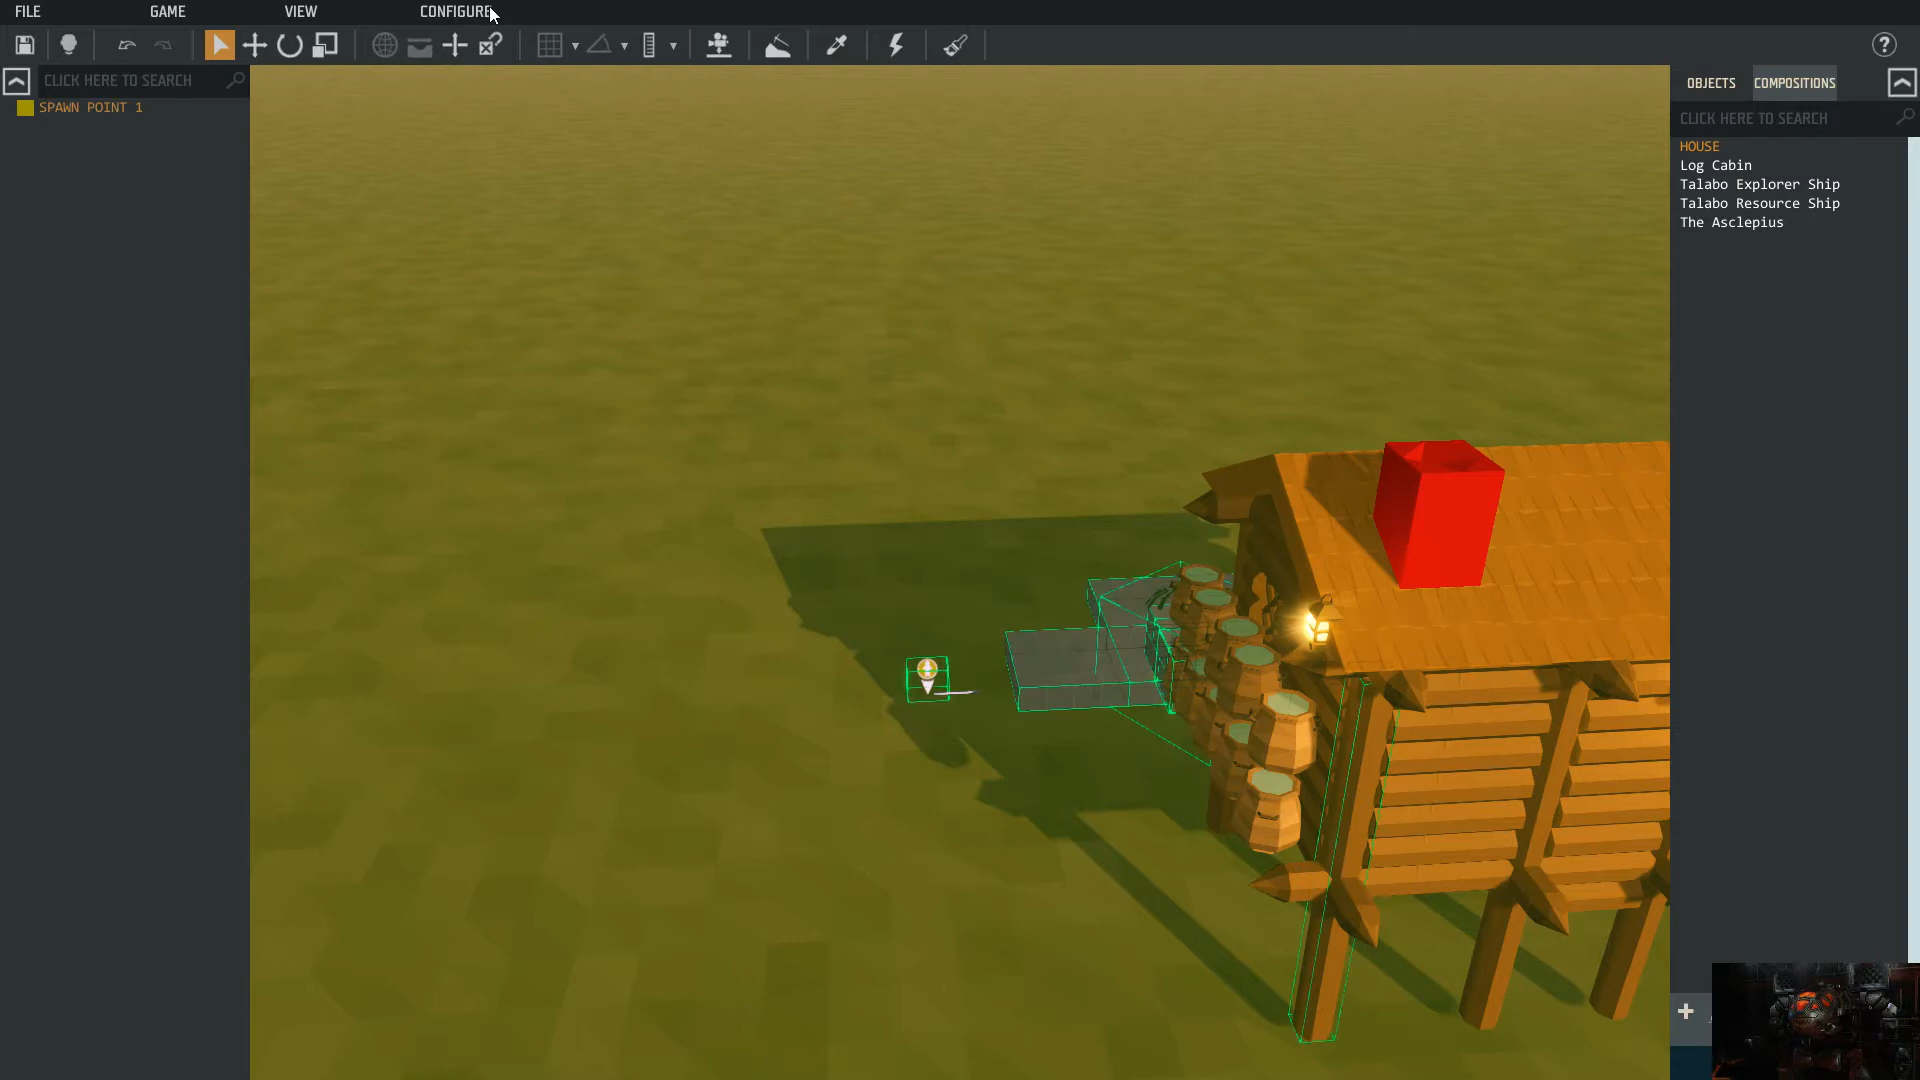 FILE GAME VIEW CONFIGURE
CLICK HERE TO SEARCH
SPAWN POINT 1
OBJECTS COMPOSITIONS
CLICK HERE TO SEARCH
HOUSE
Log Cabin
Talabo Explorer Ship
Talabo Resource Ship
The Asclepius